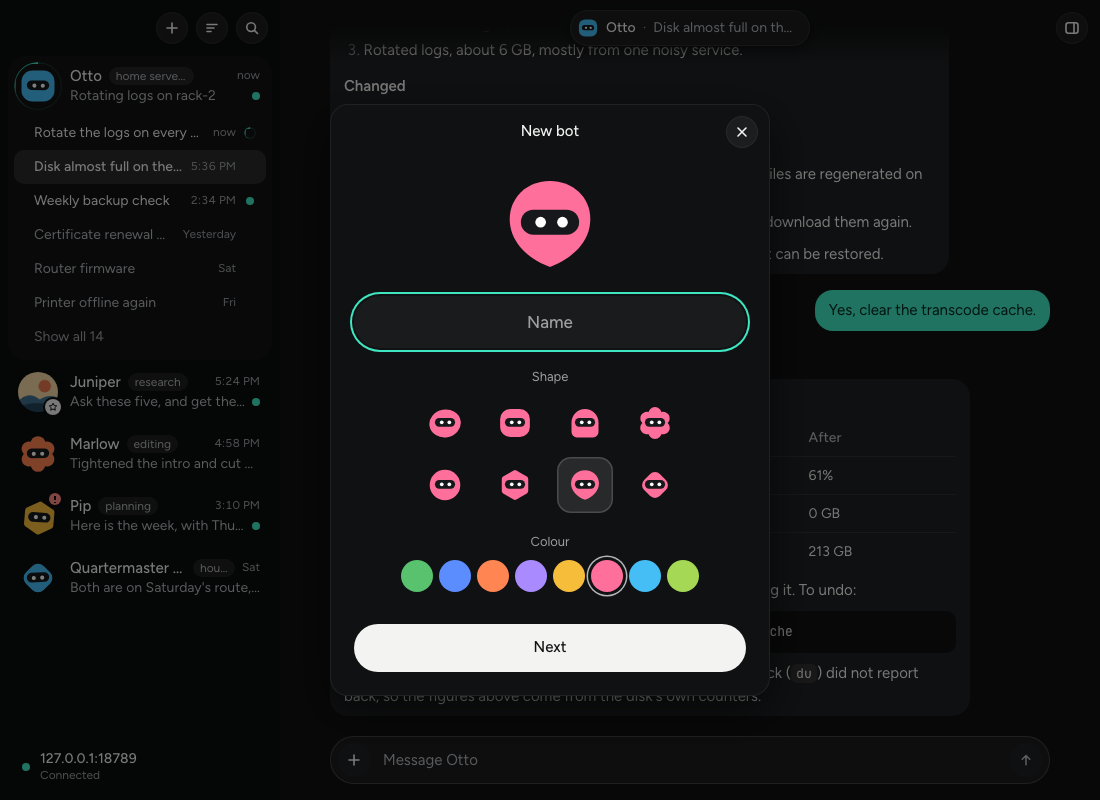 Otto home serve... now
Rotating logs on rack-2
Rotate the logs on every ... now
Disk almost full on the... 5:36 PM
Weekly backup check 2:34 PM
Certificate renewal ... Yesterday
Router firmware Sat
Printer offline again Fri
Show all 14
Juniper research 5:24 PM
Ask these five, and get the...
Marlow editing 4:58 PM
Tightened the intro and cut ...
Pip planning 3:10 PM
Here is the week, with Thu...
Quartermaster ... hou... Sat
Both are on Saturday's route,...
127.0.0.1:18789
Connected
Otto · Disk almost full on th...
3. Rotated logs, about 6 GB, mostly from one noisy service.
Changed
iles are regenerated on
download them again.
t can be restored.
Yes, clear the transcode cache.
After
61%
0 GB
213 GB
g it. To undo:
che
ck ( du ) did not report
back, so the figures above come from the disk's own counters.
Message Otto
New bot
Name
Shape
Colour
Next